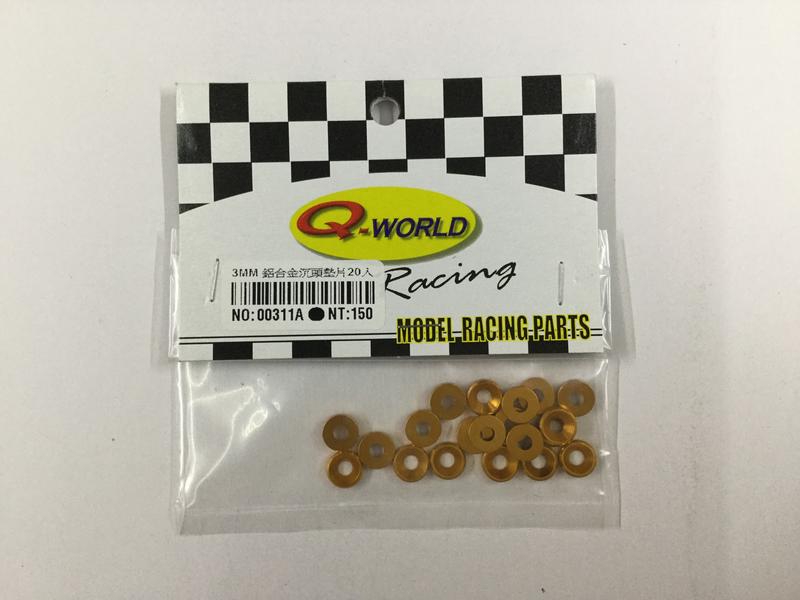 Q-WORLD
Racing
3MM 鋁合金沉頭墊片20入
NO:00311A ● NT:150
MODEL RACING PARTS